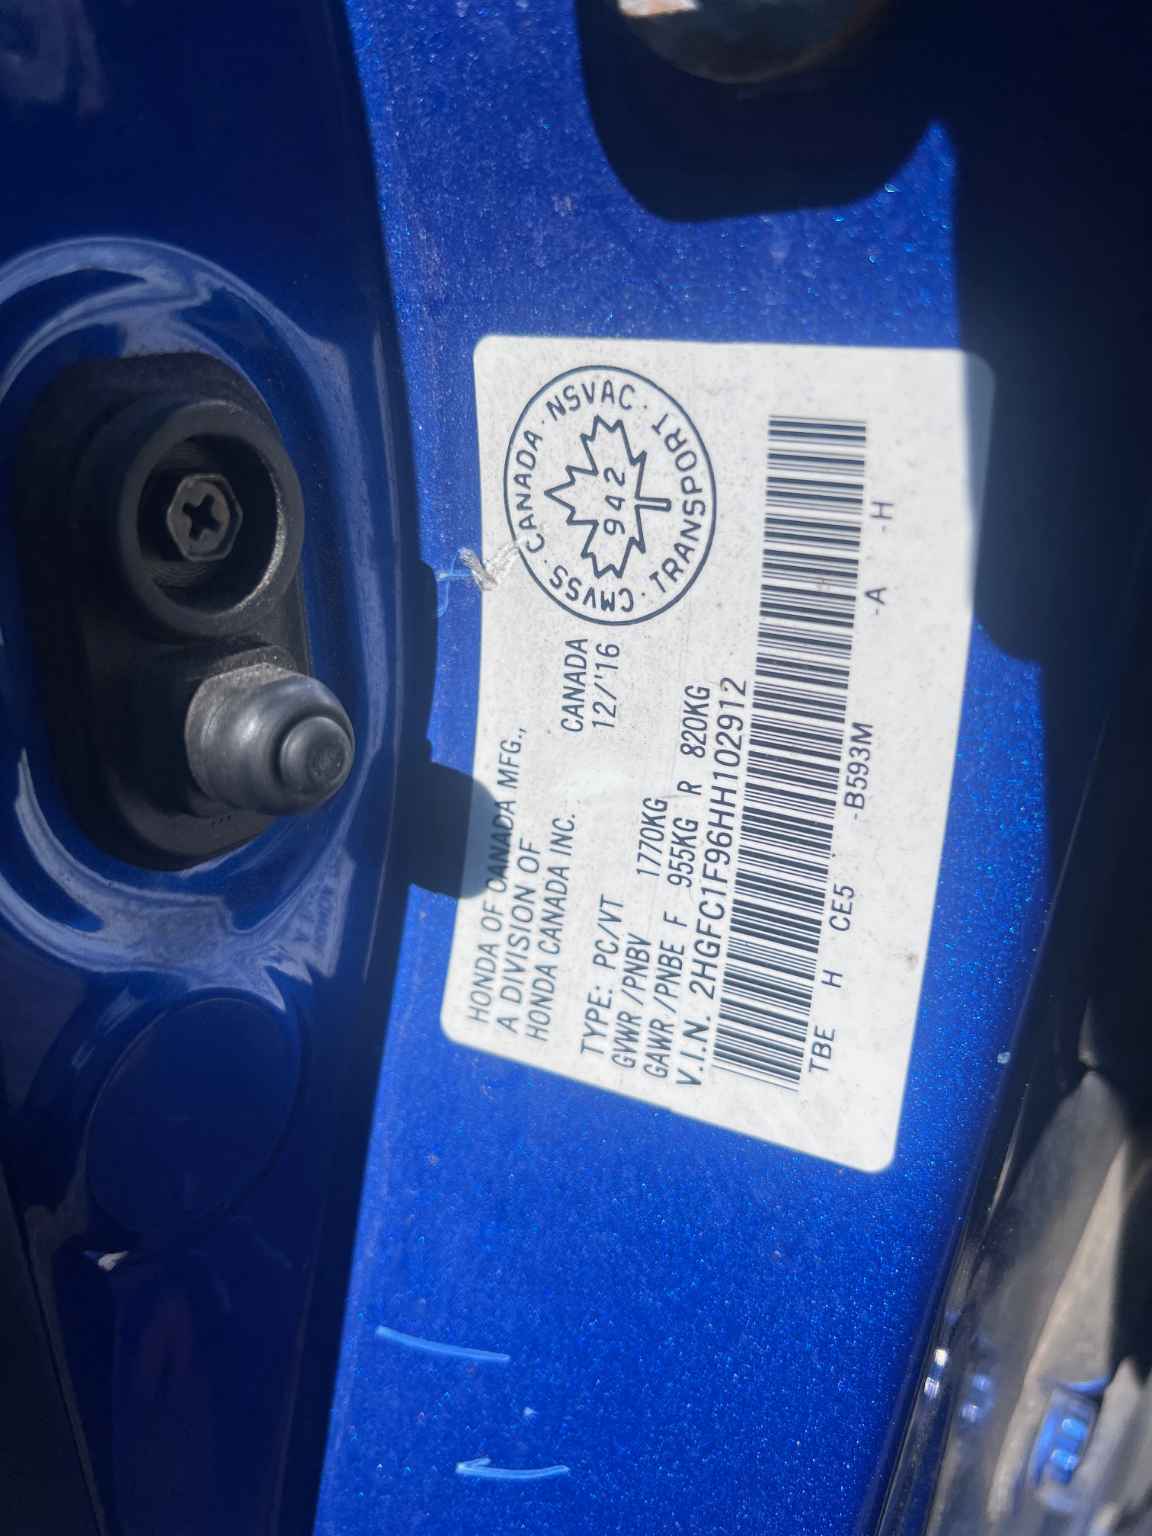 HONDA OF CANADA MFG.,
A DIVISION OF
HONDA CANADA INC.
CANADA
12/'16
CMVSS · CANADA · NSVAC · TRANSPORT ·
942
TYPE: PC/VT
GVWR/PNBV 1770KG
GAWR/PNBE F 955KG R 820KG
V.I.N. 2HGFC1F96HH102912
TBE H CE5 -B593M -A -H